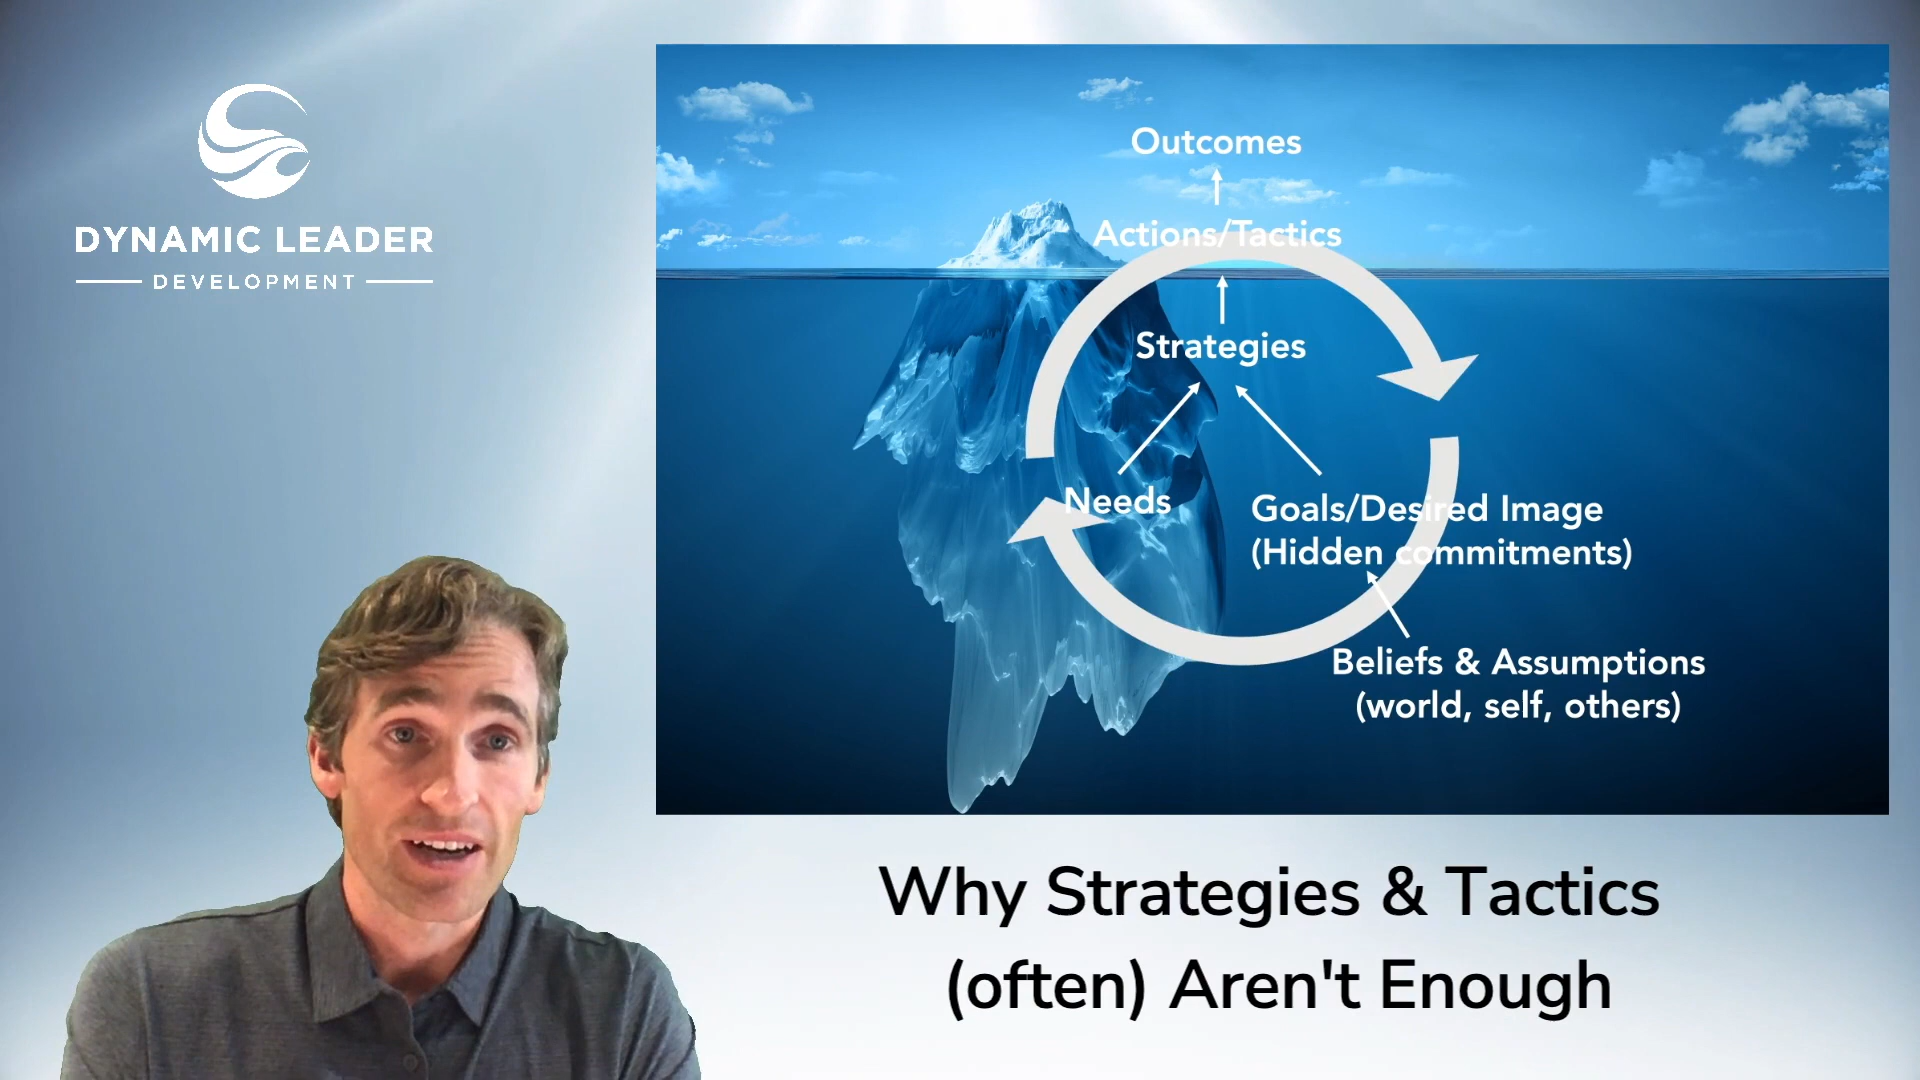 DYNAMIC LEADER
DEVELOPMENT
Outcomes
Actions/Tactics
Strategies
Needs
Goals/Desired Image
(Hidden commitments)
Beliefs & Assumptions
(world, self, others)
Why Strategies & Tactics
(often) Aren't Enough